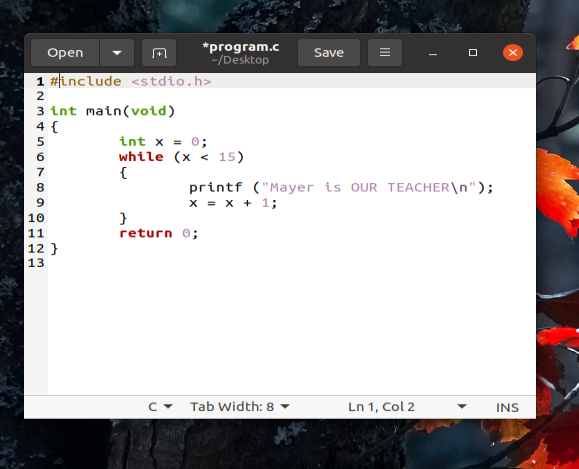 Open
*program.c
~/Desktop
Save
1 #include <stdio.h>
2
3 int main(void)
4 {
5         int x = 0;
6         while (x < 15)
7         {
8                 printf ("Mayer is OUR TEACHER\n");
9                 x = x + 1;
10         }
11         return 0;
12 }
13
C Tab Width: 8 Ln 1, Col 2 INS